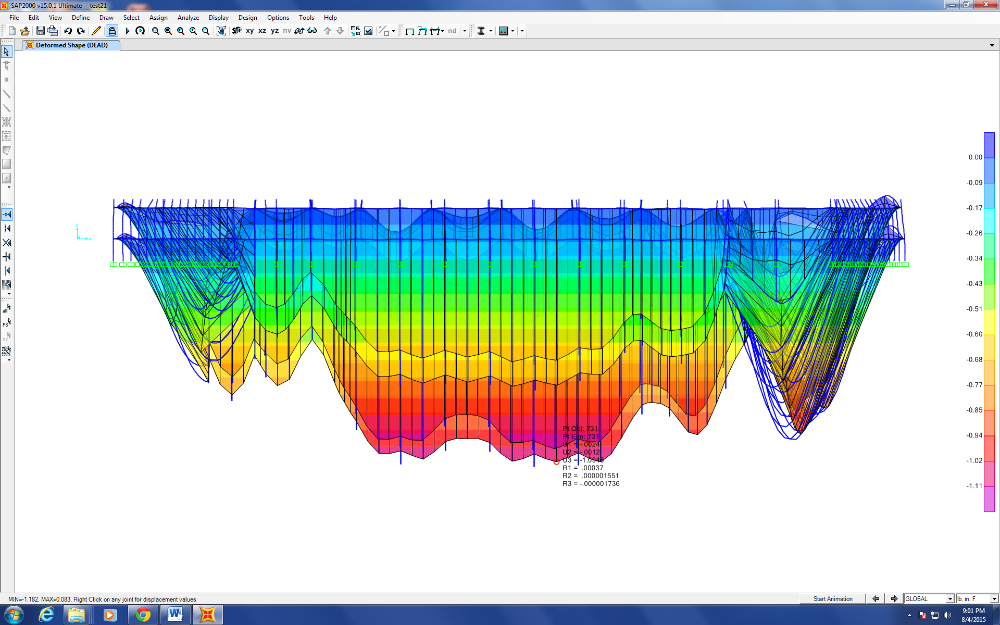 SAP2000 v15.0.1 Ultimate - test21
File Edit View Define Draw Select Assign Analyze Display Design Options Tools Help
3D xy xz yz nv nd
Deformed Shape (DEAD)
all
PS
clr
z
x
0.00
-0.09
-0.17
-0.26
-0.34
-0.43
-0.51
-0.60
-0.68
-0.77
-0.85
-0.94
-1.02
-1.11
Pt Obj: 731
Pt Elm: 731
U1 = -.0024
U2 = -.0012
U3 = -1.0946
R1 = .00037
R2 = .000001551
R3 = -.000001736
MIN=-1.182, MAX=0.083, Right Click on any joint for displacement values
Start Animation
GLOBAL
lb, in, F
9:01 PM
8/4/2015